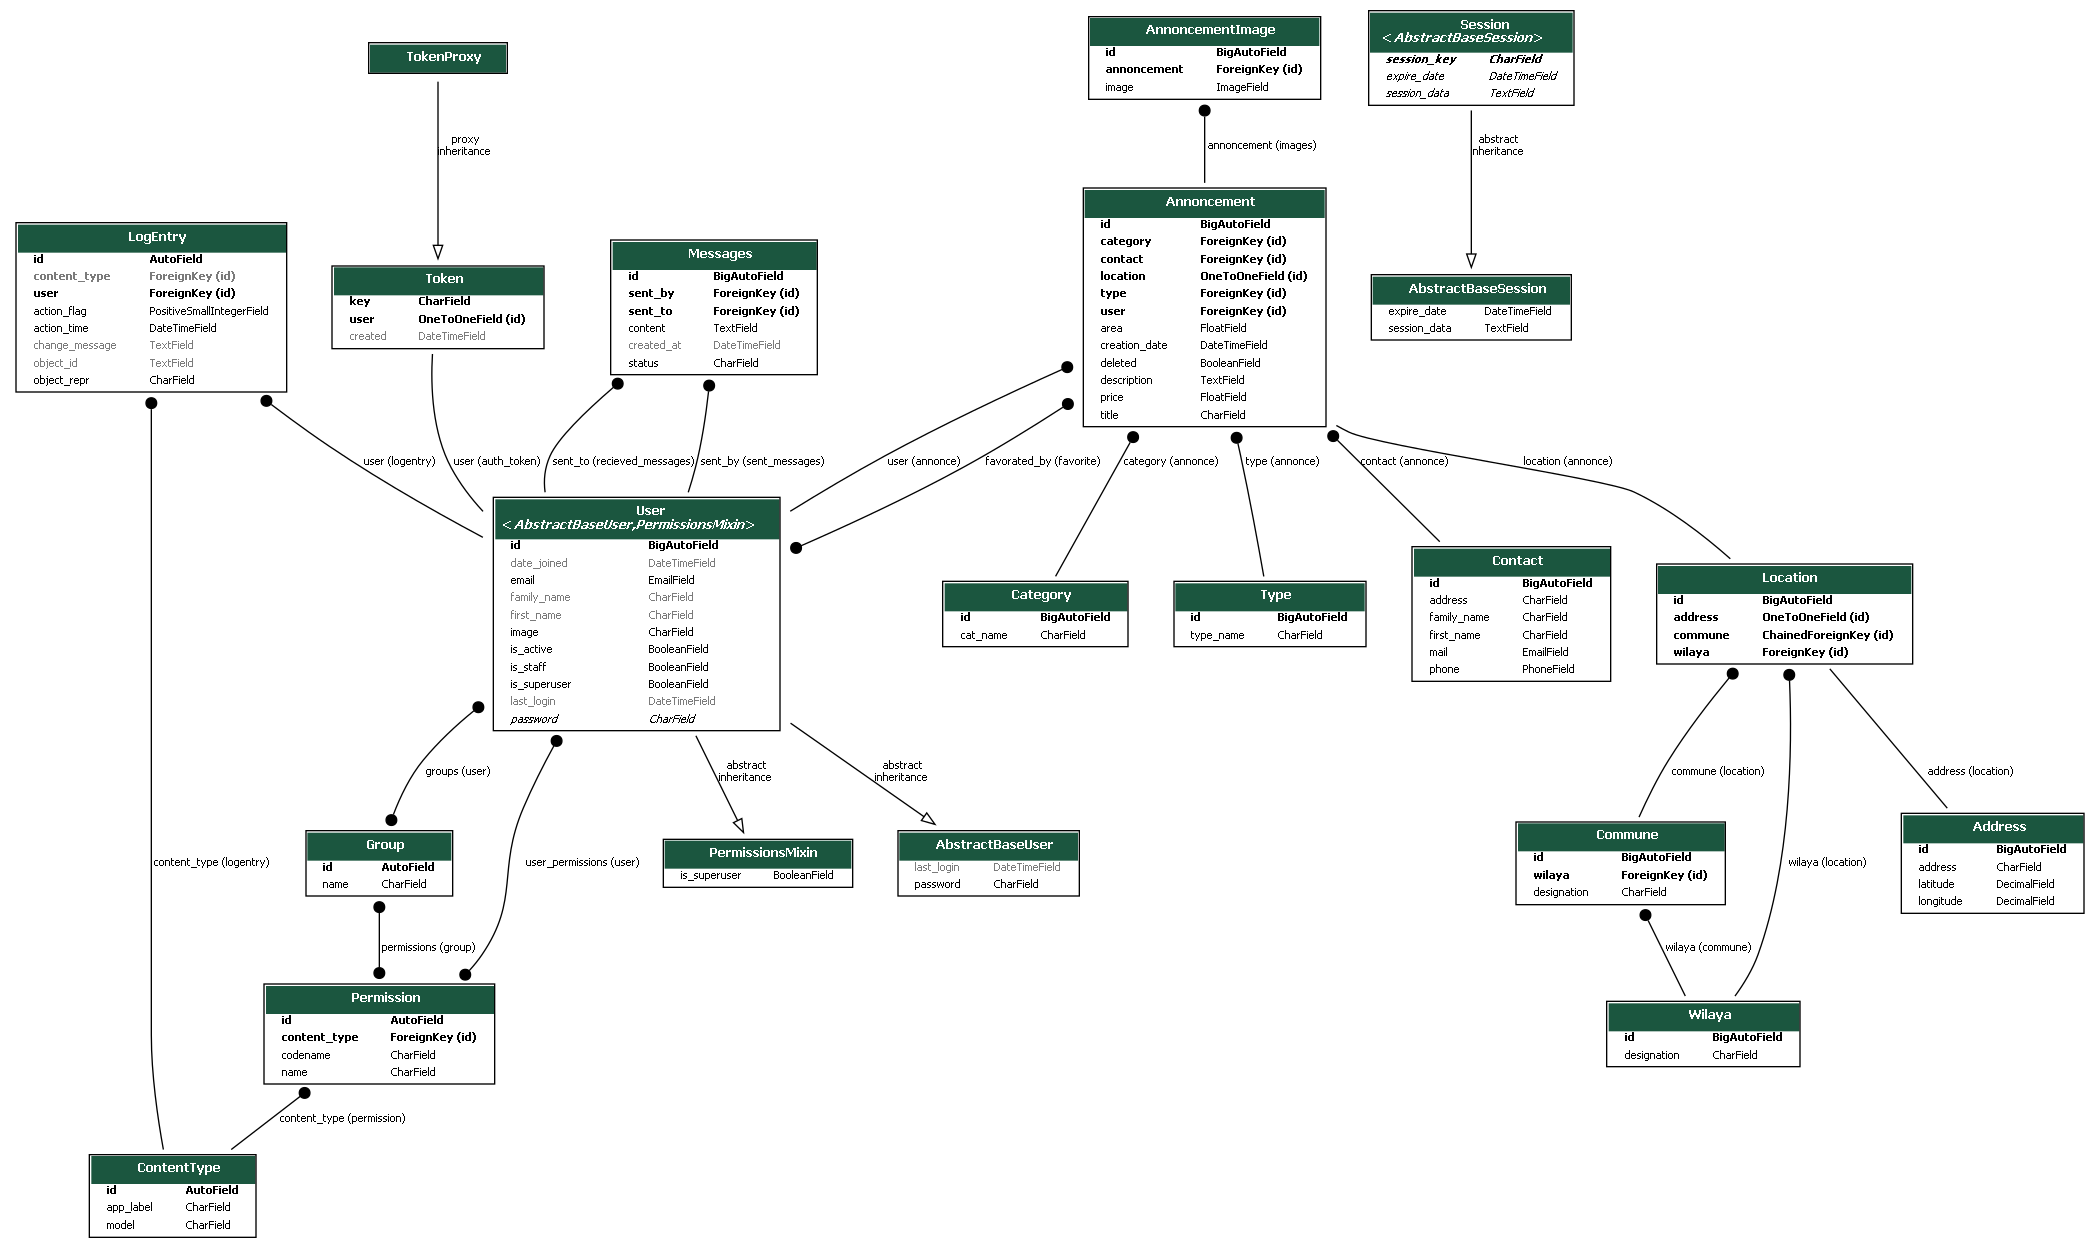 TokenProxy
AnnoncementImage
id BigAutoField
annoncement ForeignKey (id)
image ImageField
Session
<AbstractBaseSession>
session_key CharField
expire_date DateTimeField
session_data TextField
proxy
inheritance
annoncement (images)
abstract
inheritance
LogEntry
id AutoField
content_type ForeignKey (id)
user ForeignKey (id)
action_flag PositiveSmallIntegerField
action_time DateTimeField
change_message TextField
object_id TextField
object_repr CharField
Token
key CharField
user OneToOneField (id)
created DateTimeField
Messages
id BigAutoField
sent_by ForeignKey (id)
sent_to ForeignKey (id)
content TextField
created_at DateTimeField
status CharField
Annoncement
id BigAutoField
category ForeignKey (id)
contact ForeignKey (id)
location OneToOneField (id)
type ForeignKey (id)
user ForeignKey (id)
area FloatField
creation_date DateTimeField
deleted BooleanField
description TextField
price FloatField
title CharField
AbstractBaseSession
expire_date DateTimeField
session_data TextField
user (logentry)
user (auth_token)
sent_to (recieved_messages)
sent_by (sent_messages)
user (annonce)
favorated_by (favorite)
category (annonce)
type (annonce)
contact (annonce)
location (annonce)
User
<AbstractBaseUser,PermissionsMixin>
id BigAutoField
date_joined DateTimeField
email EmailField
family_name CharField
first_name CharField
image CharField
is_active BooleanField
is_staff BooleanField
is_superuser BooleanField
last_login DateTimeField
password CharField
Category
id BigAutoField
cat_name CharField
Type
id BigAutoField
type_name CharField
Contact
id BigAutoField
address CharField
family_name CharField
first_name CharField
mail EmailField
phone PhoneField
Location
id BigAutoField
address OneToOneField (id)
commune ChainedForeignKey (id)
wilaya ForeignKey (id)
groups (user)
abstract
inheritance
abstract
inheritance
commune (location)
address (location)
content_type (logentry)
user_permissions (user)
wilaya (location)
Group
id AutoField
name CharField
PermissionsMixin
is_superuser BooleanField
AbstractBaseUser
last_login DateTimeField
password CharField
Commune
id BigAutoField
wilaya ForeignKey (id)
designation CharField
Address
id BigAutoField
address CharField
latitude DecimalField
longitude DecimalField
permissions (group)
wilaya (commune)
Permission
id AutoField
content_type ForeignKey (id)
codename CharField
name CharField
Wilaya
id BigAutoField
designation CharField
content_type (permission)
ContentType
id AutoField
app_label CharField
model CharField